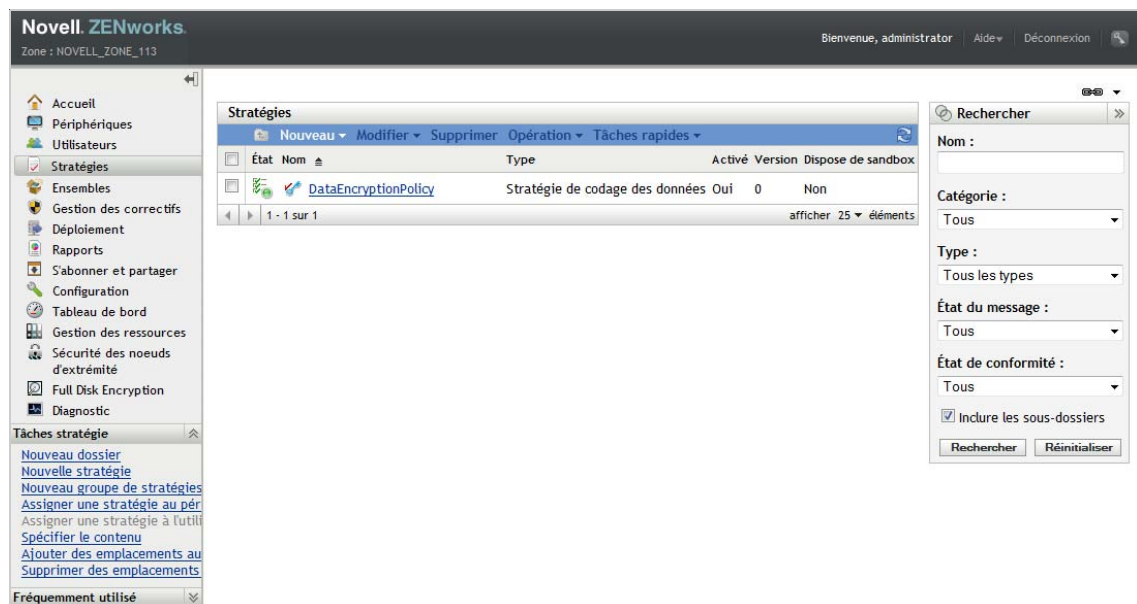 Novell. ZENworks.
Zone : NOVELL_ZONE_113
Bienvenue, administrator
Aide
Déconnexion
Accueil
Périphériques
Utilisateurs
Stratégies
Ensembles
Gestion des correctifs
Déploiement
Rapports
S'abonner et partager
Configuration
Tableau de bord
Gestion des ressources
Sécurité des noeuds
d'extrémité
Full Disk Encryption
Diagnostic
Tâches stratégie
Nouveau dossier
Nouvelle stratégie
Nouveau groupe de stratégies
Assigner une stratégie au pér
Assigner une stratégie à l'utili
Spécifier le contenu
Ajouter des emplacements au
Supprimer des emplacements
Fréquemment utilisé
Stratégies
Nouveau Modifier Supprimer Opération Tâches rapides
État Nom Type Activé Version Dispose de sandbox
DataEncryptionPolicy Stratégie de codage des données Oui 0 Non
1 - 1 sur 1 afficher 25 éléments
Rechercher
Nom :
Catégorie :
Tous
Type :
Tous les types
État du message :
Tous
État de conformité :
Tous
Inclure les sous-dossiers
Rechercher Réinitialiser